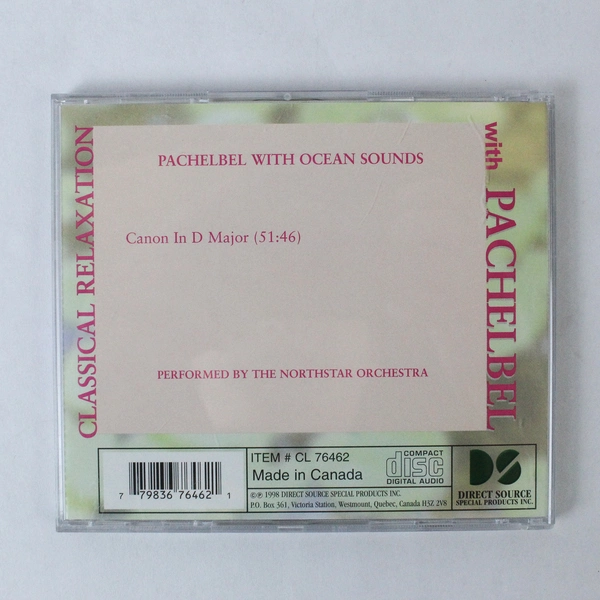 CLASSICAL RELAXATION
with PACHELBEL
PACHELBEL WITH OCEAN SOUNDS
Canon In D Major (51:46)
PERFORMED BY THE NORTHSTAR ORCHESTRA
7 79836 76462 1
ITEM # CL 76462
Made in Canada
COMPACT
disc
DIGITAL AUDIO
©℗ 1998 DIRECT SOURCE SPECIAL PRODUCTS INC.
P.O. Box 361, Victoria Station, Westmount, Quebec, Canada H3Z 2V8
DS
DIRECT SOURCE
SPECIAL PRODUCTS INC.